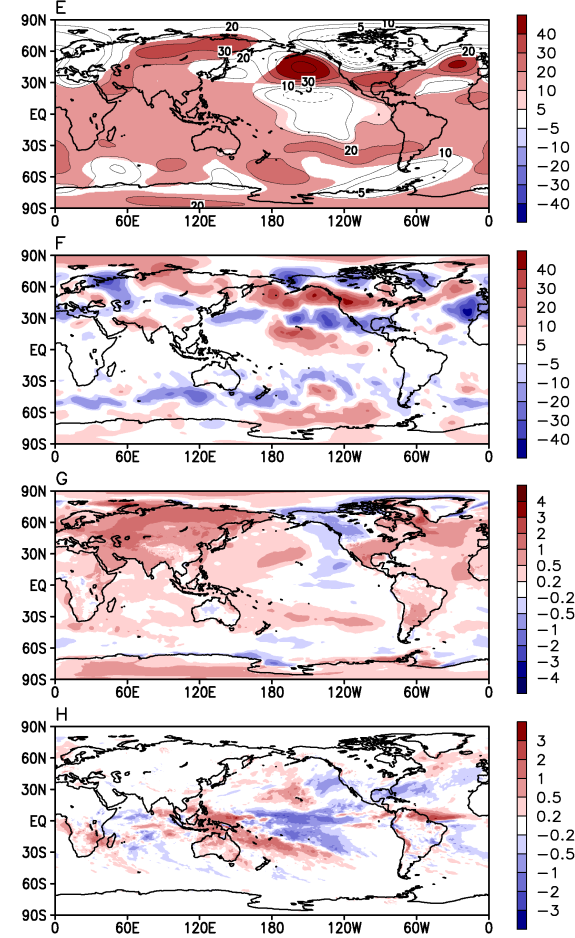 E
90N 20 10 40
60N 5 5 20 30
30 20 20
30N 10 30 10
EQ 5
30S 20 10 −5
−10
60S −20
5 −30
90S 20 −40
0 60E 120E 180 120W 60W 0
F
90N 40
60N 30
20
30N 10
EQ 5
−5
30S −10
−20
60S −30
90S −40
0 60E 120E 180 120W 60W 0
G
90N 4
60N 3
2
30N 1
0.5
EQ 0.2
−0.2
30S −0.5
−1
60S −2
−3
90S −4
0 60E 120E 180 120W 60W 0
H
90N 3
60N 2
1
30N 0.5
EQ 0.2
−0.2
30S −0.5
−1
60S −2
90S −3
0 60E 120E 180 120W 60W 0